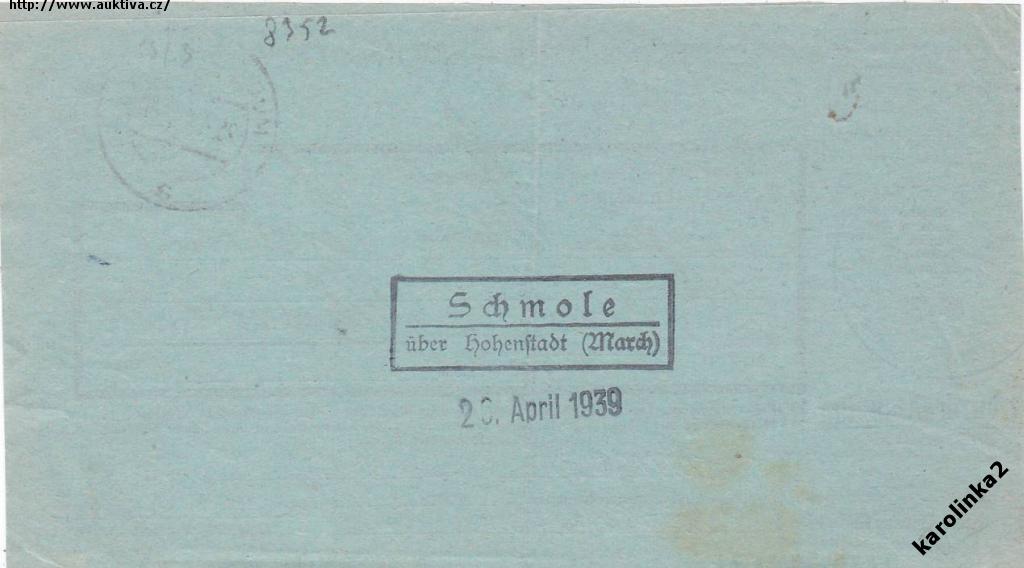 http://www.auktiva.cz/
8352
Schmole
über Hohenstadt (March)
April 1939
karolinka2